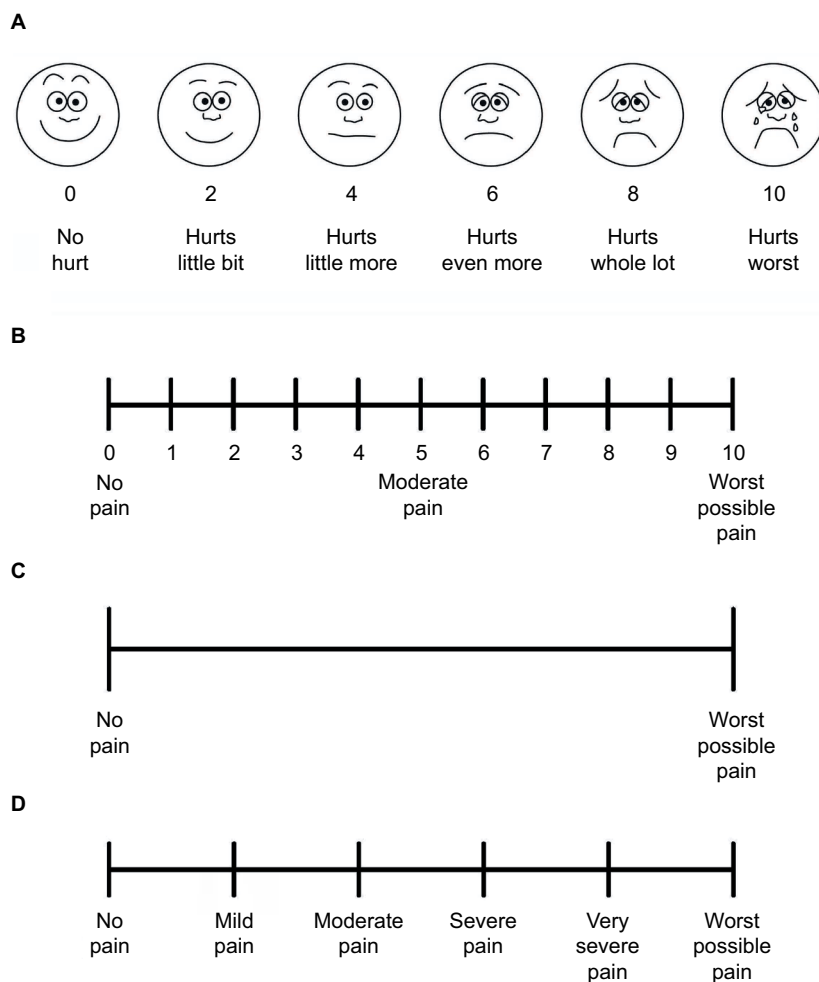 A
0 2 4 6 8 10
No Hurts Hurts Hurts Hurts Hurts
hurt little bit little more even more whole lot worst
B
0 1 2 3 4 5 6 7 8 9 10
No Moderate Worst
pain pain possible
pain
C
No Worst
pain possible
pain
D
No Mild Moderate Severe Very Worst
pain pain pain pain severe possible
pain pain